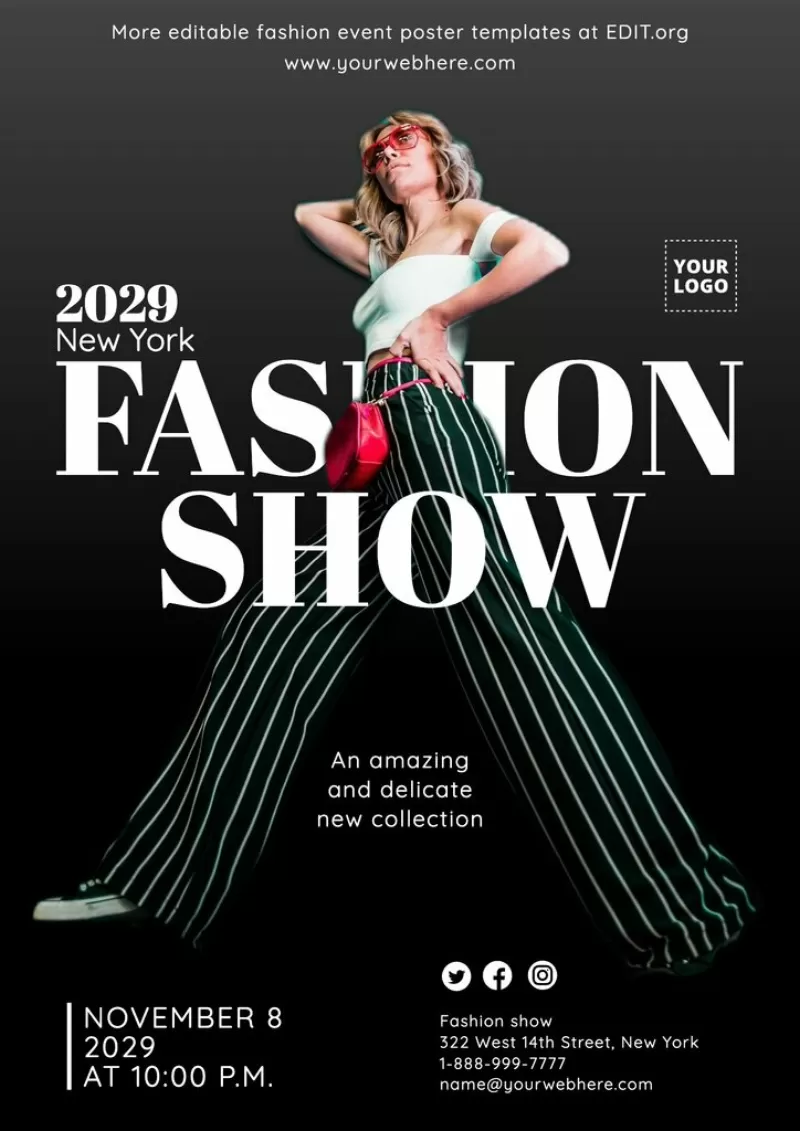 More editable fashion event poster templates at EDIT.org
www.yourwebhere.com
YOUR
LOGO
2029
New York
FASHION
SHOW
An amazing
and delicate
new collection
NOVEMBER 8
2029
AT 10:00 P.M.
Fashion show
322 West 14th Street, New York
1-888-999-7777
name@yourwebhere.com